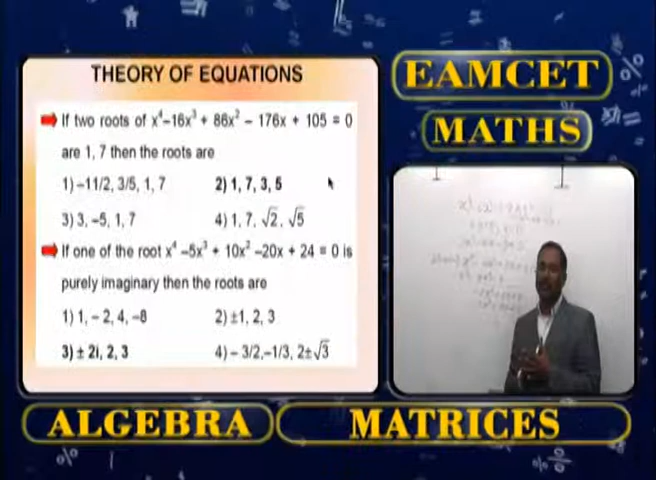 THEORY OF EQUATIONS
If two roots of x⁴–16x³ + 86x² – 176x + 105 = 0
are 1, 7 then the roots are
1) –11/2, 3/5, 1, 7 2) 1, 7, 3, 5
3) 3, –5, 1, 7 4) 1, 7, √2, √5
If one of the root x⁴ –5x³ + 10x² –20x + 24 = 0 is
purely imaginary then the roots are
1) 1, – 2, 4, –8 2) ±1, 2, 3
3) ± 2i, 2, 3 4) – 3/2,–1/3, 2±√3
EAMCET
MATHS
ALGEBRA
MATRICES